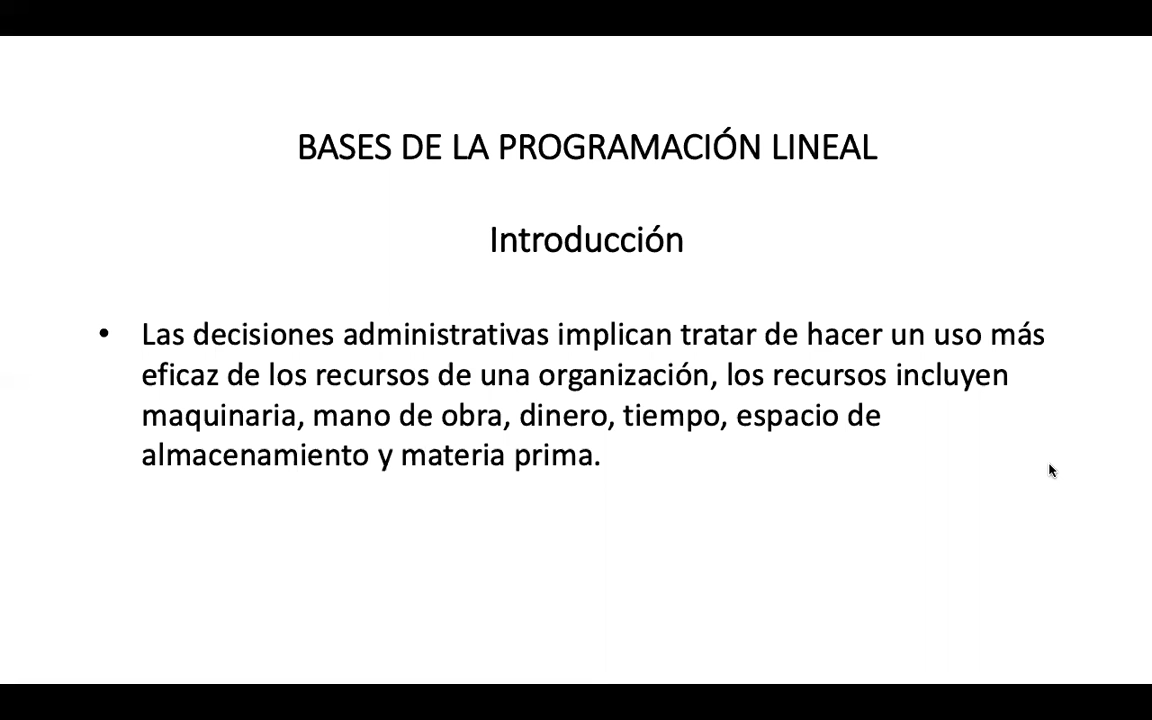 BASES DE LA PROGRAMACIÓN LINEAL
Introducción
• Las decisiones administrativas implican tratar de hacer un uso más
eficaz de los recursos de una organización, los recursos incluyen
maquinaria, mano de obra, dinero, tiempo, espacio de
almacenamiento y materia prima.